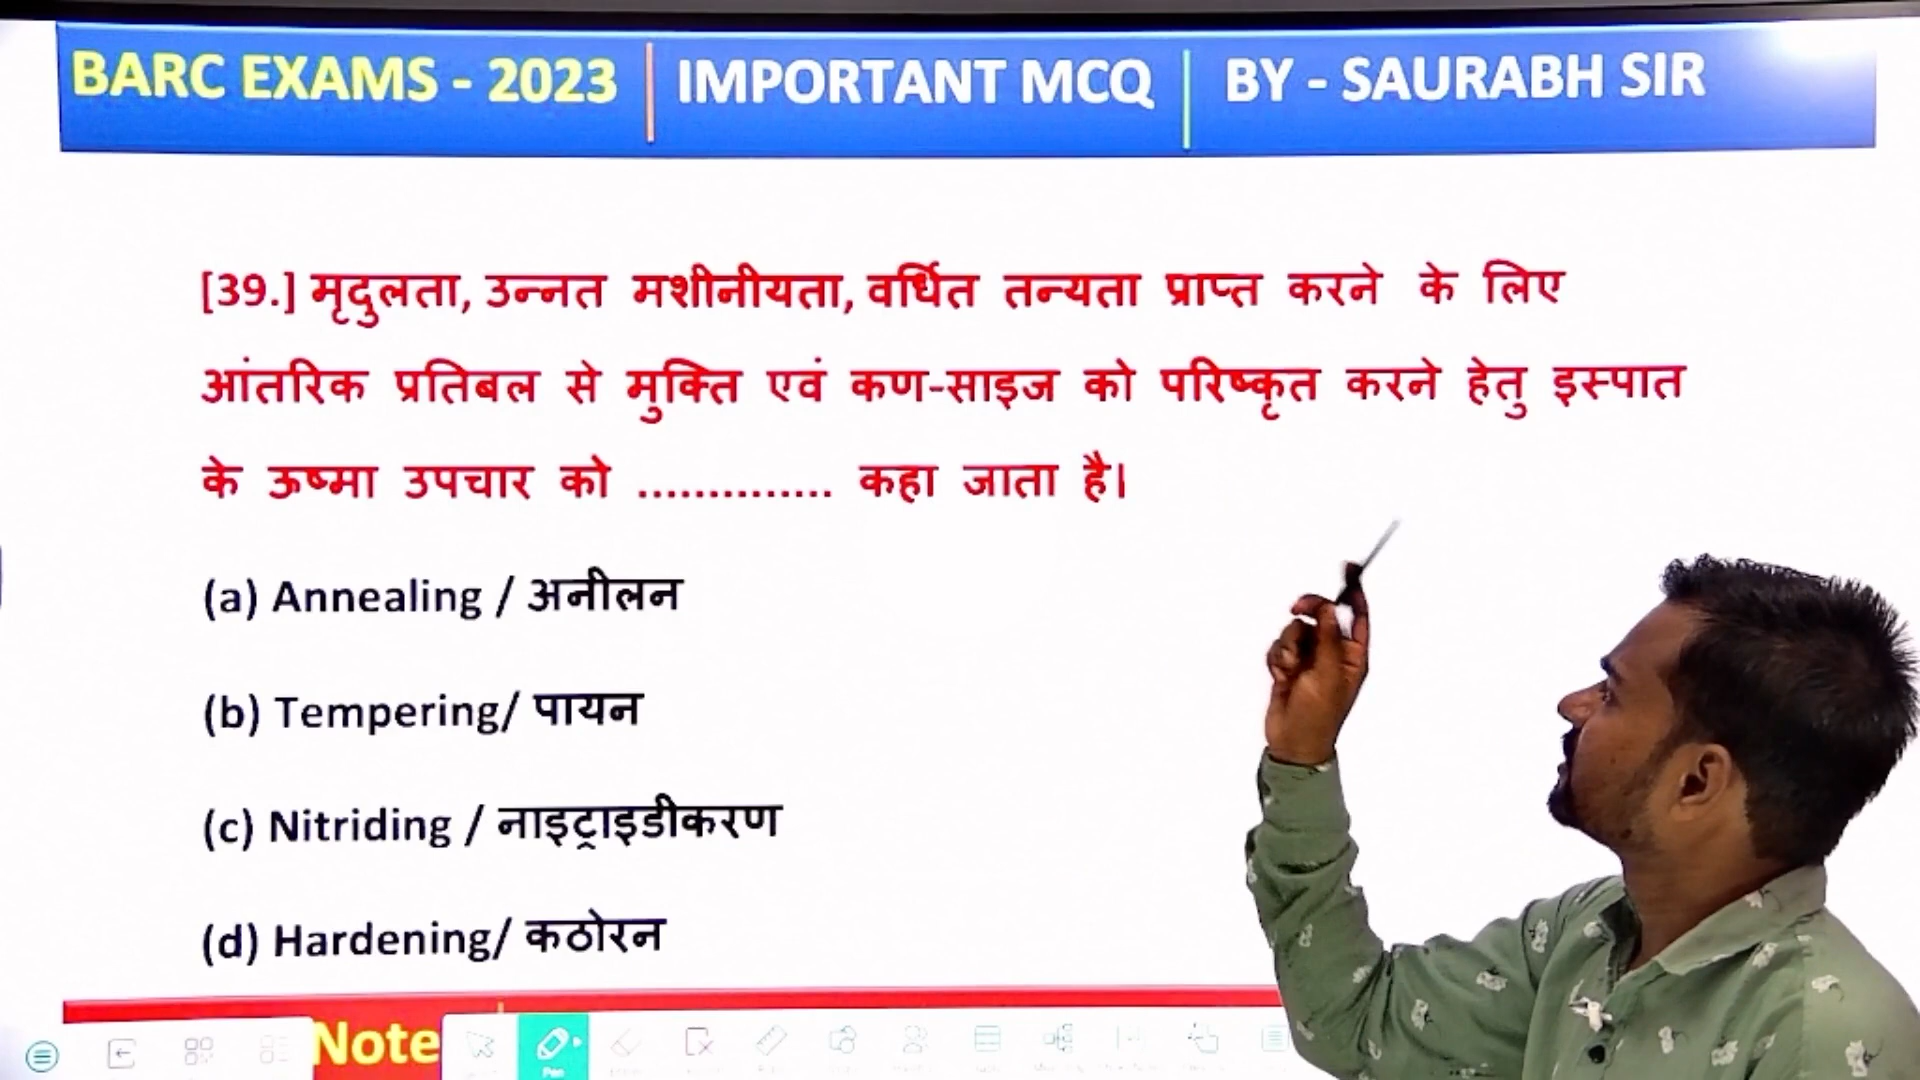 BARC EXAMS - 2023 | IMPORTANT MCQ | BY - SAURABH SIR
[39.] मृदुलता, उन्नत मशीनीयता, वर्धित तन्यता प्राप्त करने के लिए
आंतरिक प्रतिबल से मुक्ति एवं कण-साइज को परिष्कृत करने हेतु इस्पात
के ऊष्मा उपचार को .............. कहा जाता है।
(a) Annealing / अनीलन
(b) Tempering/ पायन
(c) Nitriding / नाइट्राइडीकरण
(d) Hardening/ कठोरन
Note
Pen